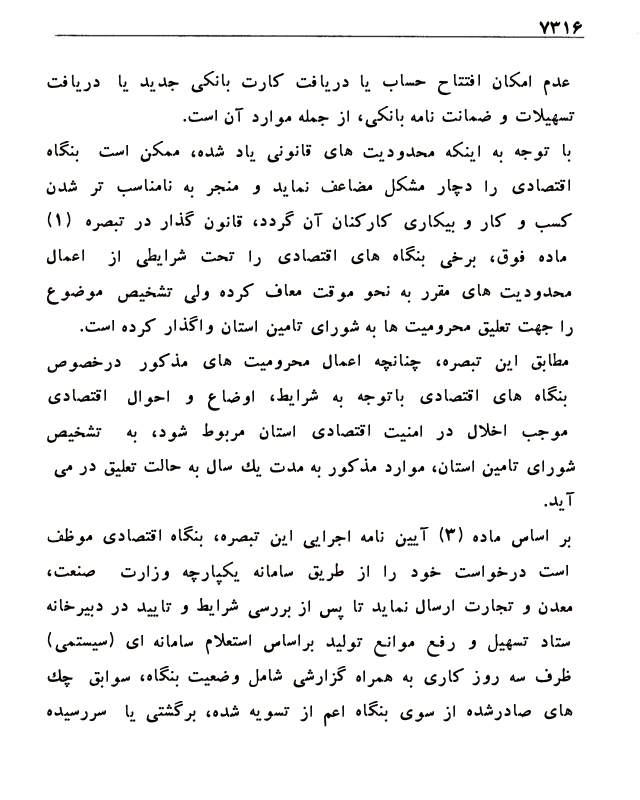 ۷۳۱۶
عدم امکان افتتاح حساب یا دریافت کارت بانکی جدید یا دریافت
تسهیلات و ضمانت نامه بانکی، از جمله موارد آن است.
با توجه به اینکه محدودیت های قانونی یاد شده، ممکن است بنگاه
اقتصادی را دچار مشکل مضاعف نماید و منجر به نامناسب تر شدن
کسب و کار و بیکاری کارکنان آن گردد، قانون گذار در تبصره (۱)
ماده فوق، برخی بنگاه های اقتصادی را تحت شرایطی از اعمال
محدودیت های مقرر به نحو موقت معاف کرده ولی تشخیص موضوع
را جهت تعلیق محرومیت ها به شورای تامین استان واگذار کرده است.
مطابق این تبصره، چنانچه اعمال محرومیت های مذکور درخصوص
بنگاه های اقتصادی باتوجه به شرایط، اوضاع و احوال اقتصادی
موجب اخلال در امنیت اقتصادی استان مربوط شود، به تشخیص
شورای تامین استان، موارد مذکور به مدت یك سال به حالت تعلیق در می
آید.
بر اساس ماده (۳) آیین نامه اجرایی این تبصره، بنگاه اقتصادی موظف
است درخواست خود را از طریق سامانه یکپارچه وزارت صنعت،
معدن و تجارت ارسال نماید تا پس از بررسی شرایط و تایید در دبیرخانه
ستاد تسهیل و رفع موانع تولید براساس استعلام سامانه ای (سیستمی)
ظرف سه روز کاری به همراه گزارشی شامل وضعیت بنگاه، سوابق چك
های صادرشده از سوی بنگاه اعم از تسویه شده، برگشتی یا سررسیده